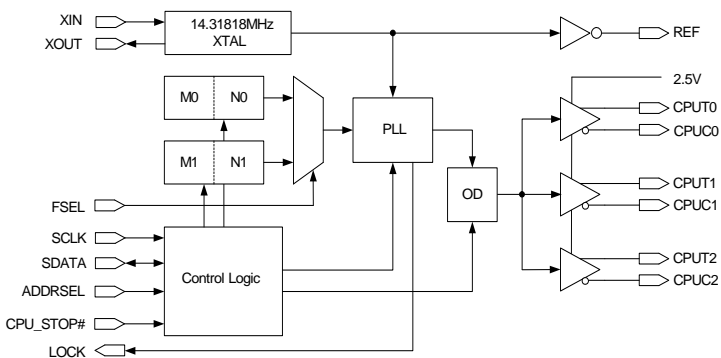 XIN
XOUT
14.31818MHz
XTAL
REF
M0 N0
M1 N1
PLL
2.5V
CPUT0
CPUC0
OD
CPUT1
CPUC1
FSEL
SCLK
SDATA
ADDRSEL
CPU_STOP#
LOCK
Control Logic
CPUT2
CPUC2